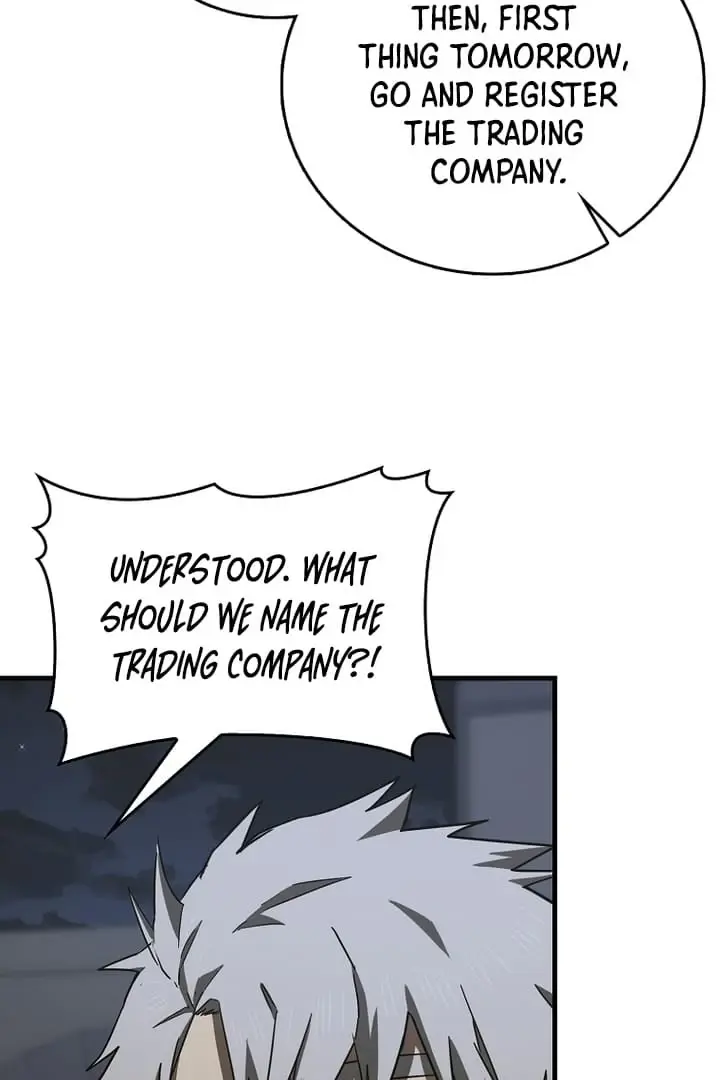 THEN, FIRST
THING TOMORROW,
GO AND REGISTER
THE TRADING
COMPANY.
UNDERSTOOD. WHAT
SHOULD WE NAME THE
TRADING COMPANY?!